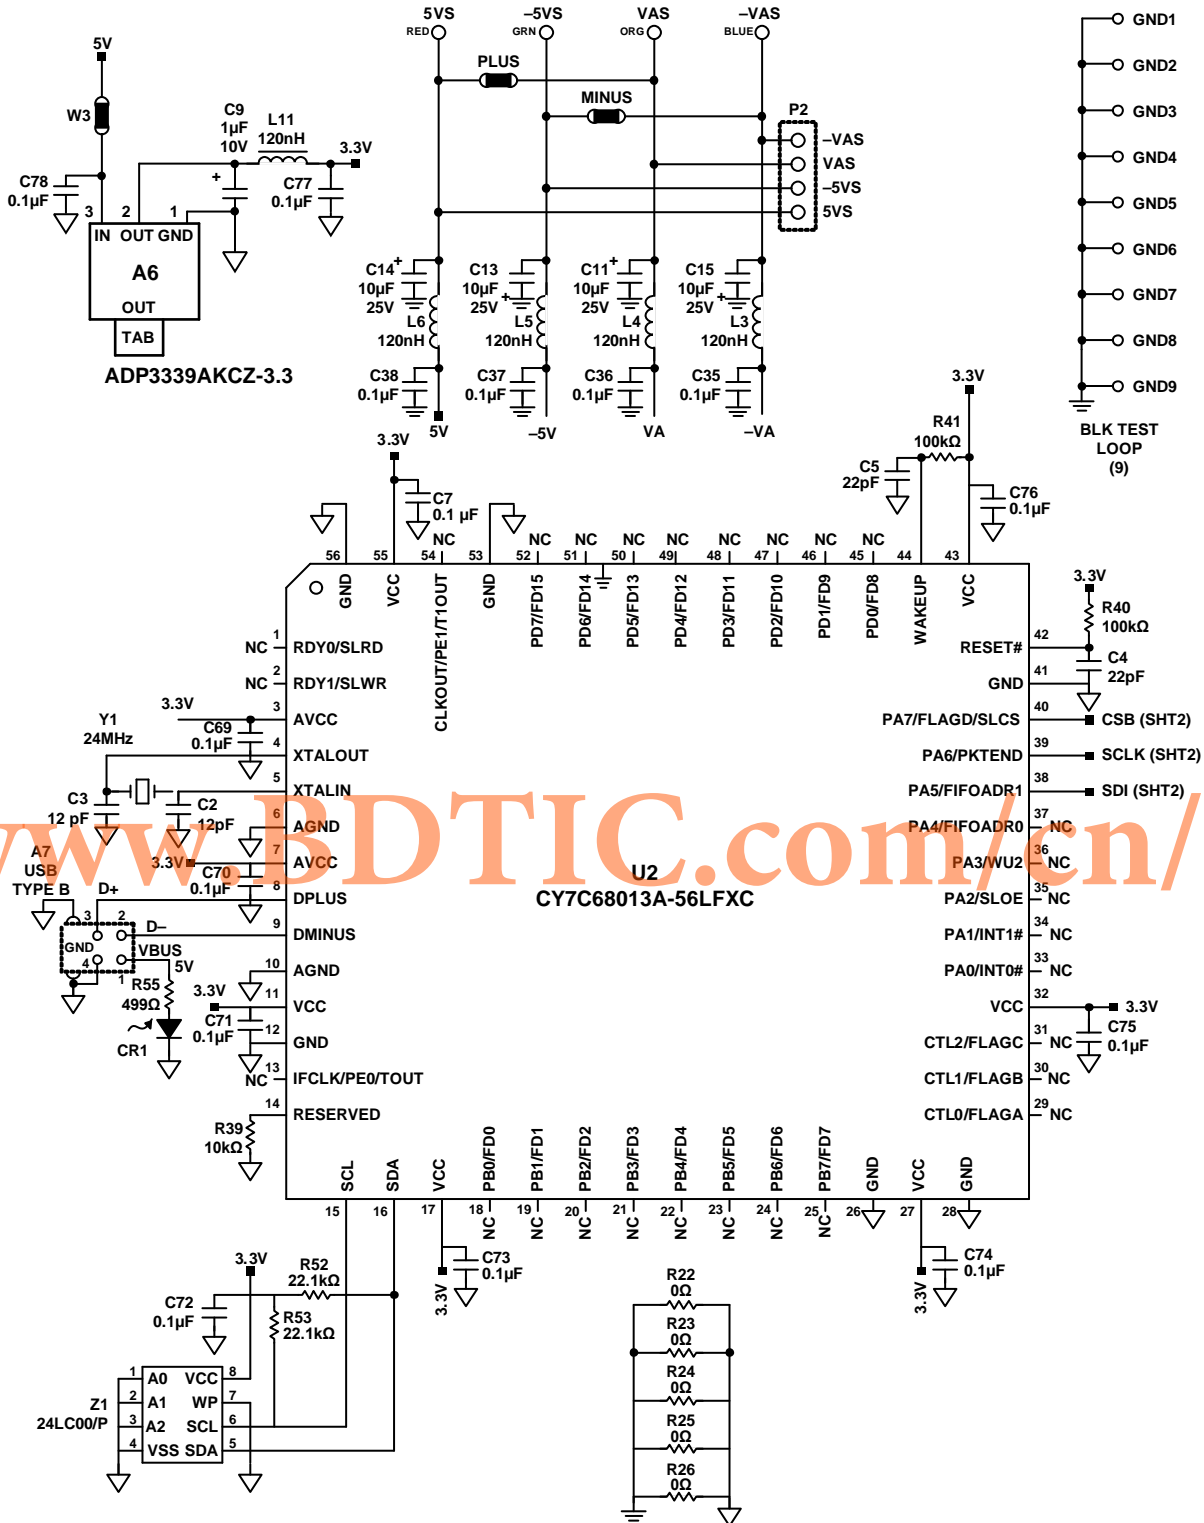 5VS
RED
–5VS
GRN
VAS
ORG
–VAS
BLUE
PLUS
MINUS
P2
–VAS
VAS
–5VS
5VS
GND1
GND2
GND3
GND4
GND5
GND6
GND7
GND8
GND9
BLK TEST
LOOP
(9)
5V
W3
C78
0.1µF
C9
1µF
10V
+
L11
120nH
3.3V
C77
0.1µF
3
2
1
IN
OUT
GND
A6
OUT
TAB
ADP3339AKCZ-3.3
C14
+
10µF
25V
L6
120nH
C38
0.1µF
5V
C13
10µF
25V
+
L5
120nH
C37
0.1µF
–5V
C11
+
10µF
25V
L4
120nH
C36
0.1µF
VA
C15
10µF
25V
+
L3
120nH
C35
0.1µF
–VA
3.3V
C7
0.1 µF
3.3V
R41
100kΩ
C5
22pF
C76
0.1µF
NC
NC
NC
NC
NC
NC
NC
NC
NC
56
55
54
53
52
51
50
49
48
47
46
45
44
43
GND
VCC
CLKOUT/PE1/T1OUT
GND
PD7/FD15
PD6/FD14
PD5/FD13
PD4/FD12
PD3/FD11
PD2/FD10
PD1/FD9
PD0/FD8
WAKEUP
VCC
NC
1
RDY0/SLRD
NC
2
RDY1/SLWR
3.3V
3
AVCC
C69
0.1µF
Y1
24MHz
4
XTALOUT
5
XTALIN
C3
12 pF
C2
12pF
6
AGND
3.3V
7
AVCC
C70
0.1µF
A7
USB
TYPE B
D+
8
DPLUS
3
2
D–
9
DMINUS
GND
4
1
VBUS
5V
10
AGND
R55
499Ω
CR1
3.3V
11
VCC
C71
0.1µF
12
GND
NC
13
IFCLK/PE0/TOUT
14
RESERVED
R39
10kΩ
U2
CY7C68013A-56LFXC
3.3V
R40
100kΩ
C4
22pF
RESET#
42
GND
41
PA7/FLAGD/SLCS
40
CSB (SHT2)
PA6/PKTEND
39
SCLK (SHT2)
PA5/FIFOADR1
38
SDI (SHT2)
PA4/FIFOADR0
37
NC
PA3/WU2
36
NC
PA2/SLOE
35
NC
PA1/INT1#
34
NC
PA0/INT0#
33
NC
VCC
32
3.3V
C75
0.1µF
CTL2/FLAGC
31
NC
CTL1/FLAGB
30
NC
CTL0/FLAGA
29
NC
SCL
SDA
VCC
PB0/FD0
PB1/FD1
PB2/FD2
PB3/FD3
PB4/FD4
PB5/FD5
PB6/FD6
PB7/FD7
GND
VCC
GND
15
16
17
18
19
20
21
22
23
24
25
26
27
28
NC
NC
NC
NC
NC
NC
NC
NC
C73
0.1µF
3.3V
C74
0.1µF
3.3V
3.3V
R52
22.1kΩ
R53
22.1kΩ
C72
0.1µF
Z1
24LC00/P
1
A0
VCC
8
2
A1
WP
7
3
A2
SCL
6
4
VSS
SDA
5
R22
0Ω
R23
0Ω
R24
0Ω
R25
0Ω
R26
0Ω
www.BDTIC.com/cn/